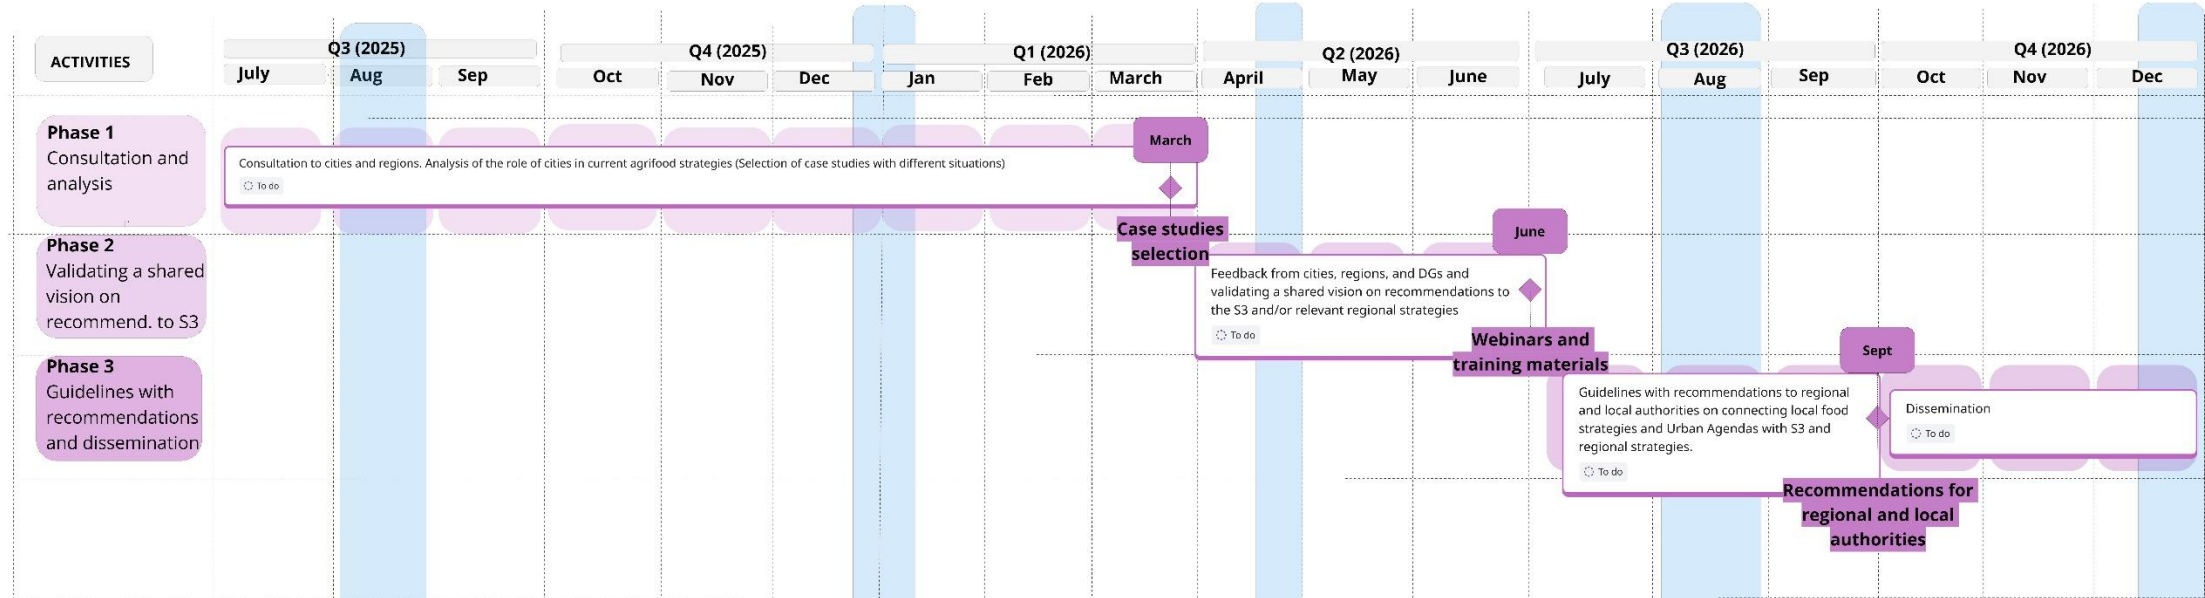 ACTIVITIES
Q3 (2025)
Q4 (2025)
Q1 (2026)
Q2 (2026)
Q3 (2026)
Q4 (2026)
July
Aug
Sep
Oct
Nov
Dec
Jan
Feb
March
April
May
June
July
Aug
Sep
Oct
Nov
Dec
Phase 1
Consultation and
analysis
Consultation to cities and regions. Analysis of the role of cities in current agrifood strategies (Selection of case studies with different situations)
To do
March
Case studies
selection
Phase 2
Validating a shared
vision on
recommend. to S3
Feedback from cities, regions, and DGs and
validating a shared vision on recommendations to
the S3 and/or relevant regional strategies
To do
June
Webinars and
training materials
Phase 3
Guidelines with
recommendations
and dissemination
Guidelines with recommendations to regional
and local authorities on connecting local food
strategies and Urban Agendas with S3 and
regional strategies.
To do
Sept
Recommendations for
regional and local
authorities
Dissemination
To do